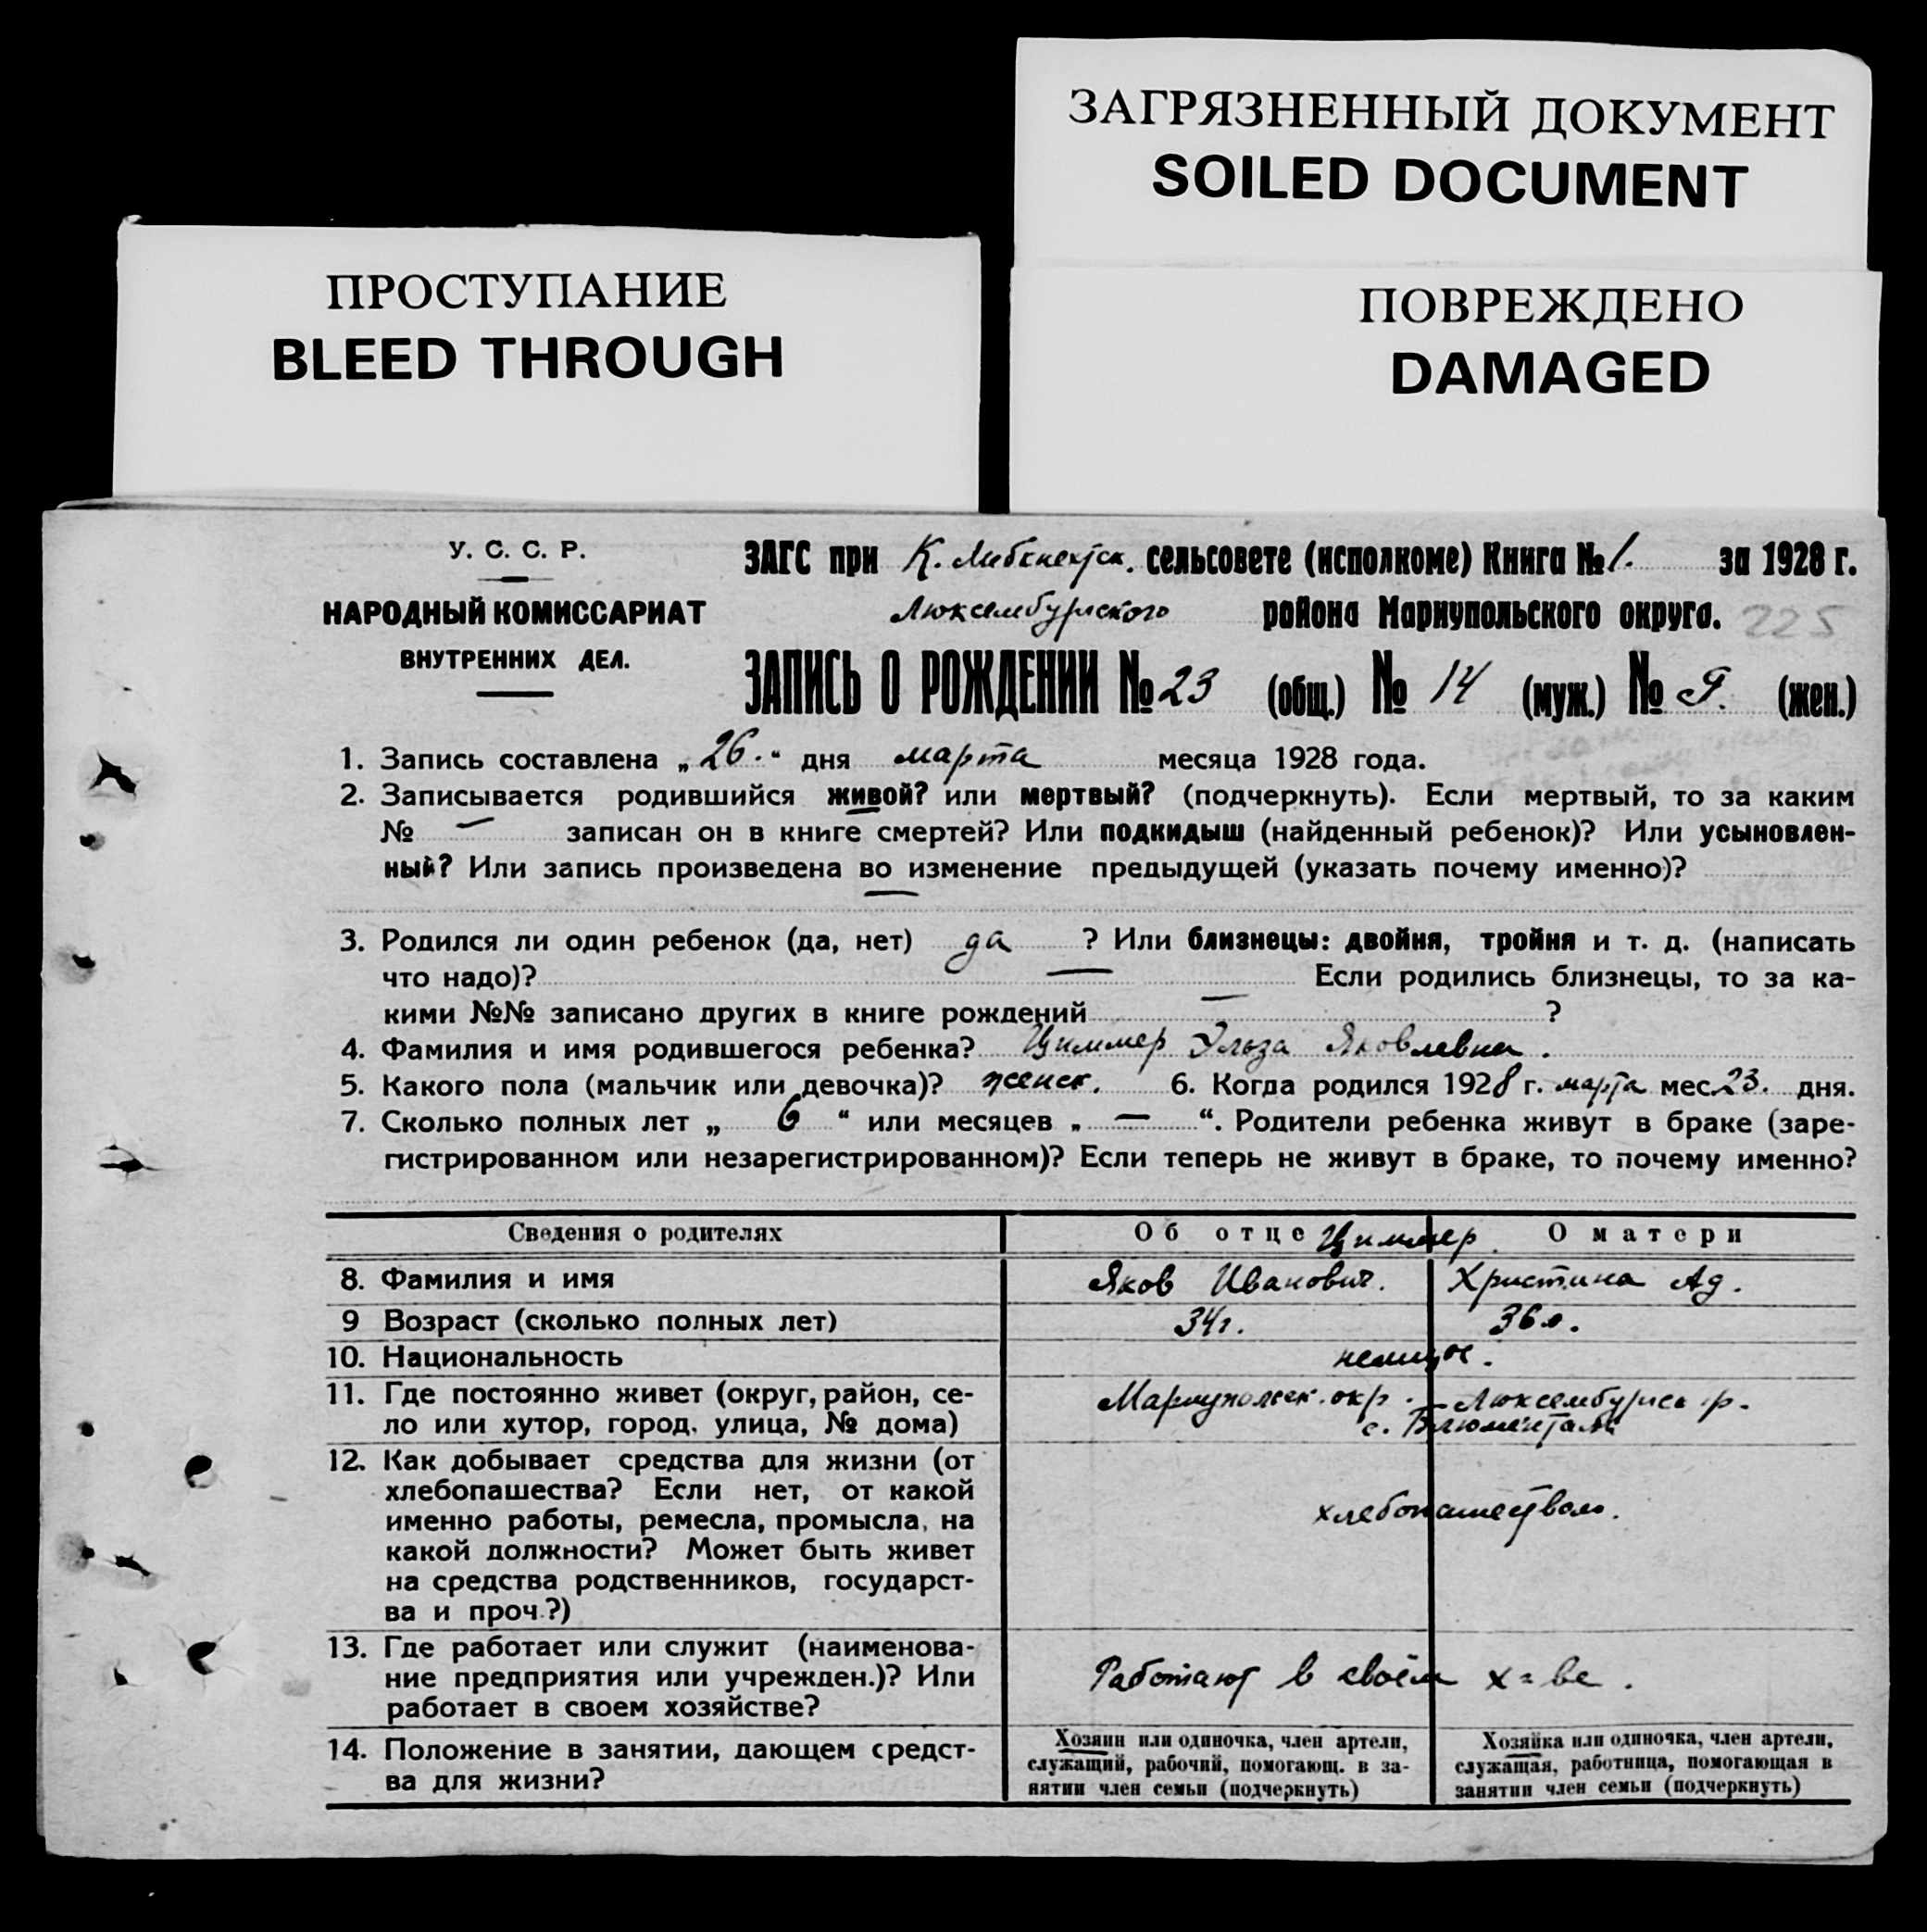 ЗАГРЯЗНЕННЫЙ ДОКУМЕНТ
SOILED DOCUMENT
ПРОСТУПАНИЕ
BLEED THROUGH
ПОВРЕЖДЕНО
DAMAGED
У. С. С. Р.
НАРОДНЫЙ КОМИССАРИАТ
ВНУТРЕННИХ ДЕЛ.
ЗАГС при К. Либкнехтск. сельсовете (исполкоме) Книга № 1. за 1928 г.
Люксембургского района Мариупольского округа. 225
ЗАПИСЬ О РОЖДЕНИИ № 23 (общ.) № 14 (муж.) № 9. (жен.)
1. Запись составлена „26.“ дня марта месяца 1928 года.
2. Записывается родившийся живой? или мертвый? (подчеркнуть). Если мертвый, то за каким
№ — записан он в книге смертей? Или подкидыш (найденный ребенок)? Или усыновлен-
ный? Или запись произведена во изменение предыдущей (указать почему именно)?
—
3. Родился ли один ребенок (да, нет) да ? Или близнецы: двойня, тройня и т. д. (написать
что надо)? — Если родились близнецы, то за ка-
кими №№ записано других в книге рождений — ?
4. Фамилия и имя родившегося ребенка? Циммер Эльза Яковлевна.
5. Какого пола (мальчик или девочка)? женск. 6. Когда родился 1928 г. марта мес. 23. дня.
7. Сколько полных лет „ 6 “ или месяцев „ — “. Родители ребенка живут в браке (заре-
гистрированном или незарегистрированном)? Если теперь не живут в браке, то почему именно?
Сведения о родителях Об отце Циммер. О матери
8. Фамилия и имя Яков Иванович. Христина Ад.
9 Возраст (сколько полных лет) 34г. 36л.
10. Национальность немцы.
11. Где постоянно живет (округ, район, се- Мариупольск. окр. Люксембургск. р.
ло или хутор, город, улица, № дома) с. Блюменталь
12. Как добывает средства для жизни (от
хлебопашества? Если нет, от какой
именно работы, ремесла, промысла, на хлебопашеством.
какой должности? Может быть живет
на средства родственников, государст-
ва и проч.?)
13. Где работает или служит (наименова-
ние предприятия или учрежден.)? Или Работают в своём х-ве.
работает в своем хозяйстве?
14. Положение в занятии, дающем средст-
ва для жизни?
Хозяин или одиночка, член артели,
служащий, рабочий, помогающ. в за-
нятии член семьи (подчеркнуть)
Хозяйка или одиночка, член артели,
служащая, работница, помогающая в
занятии член семьи (подчеркнуть)